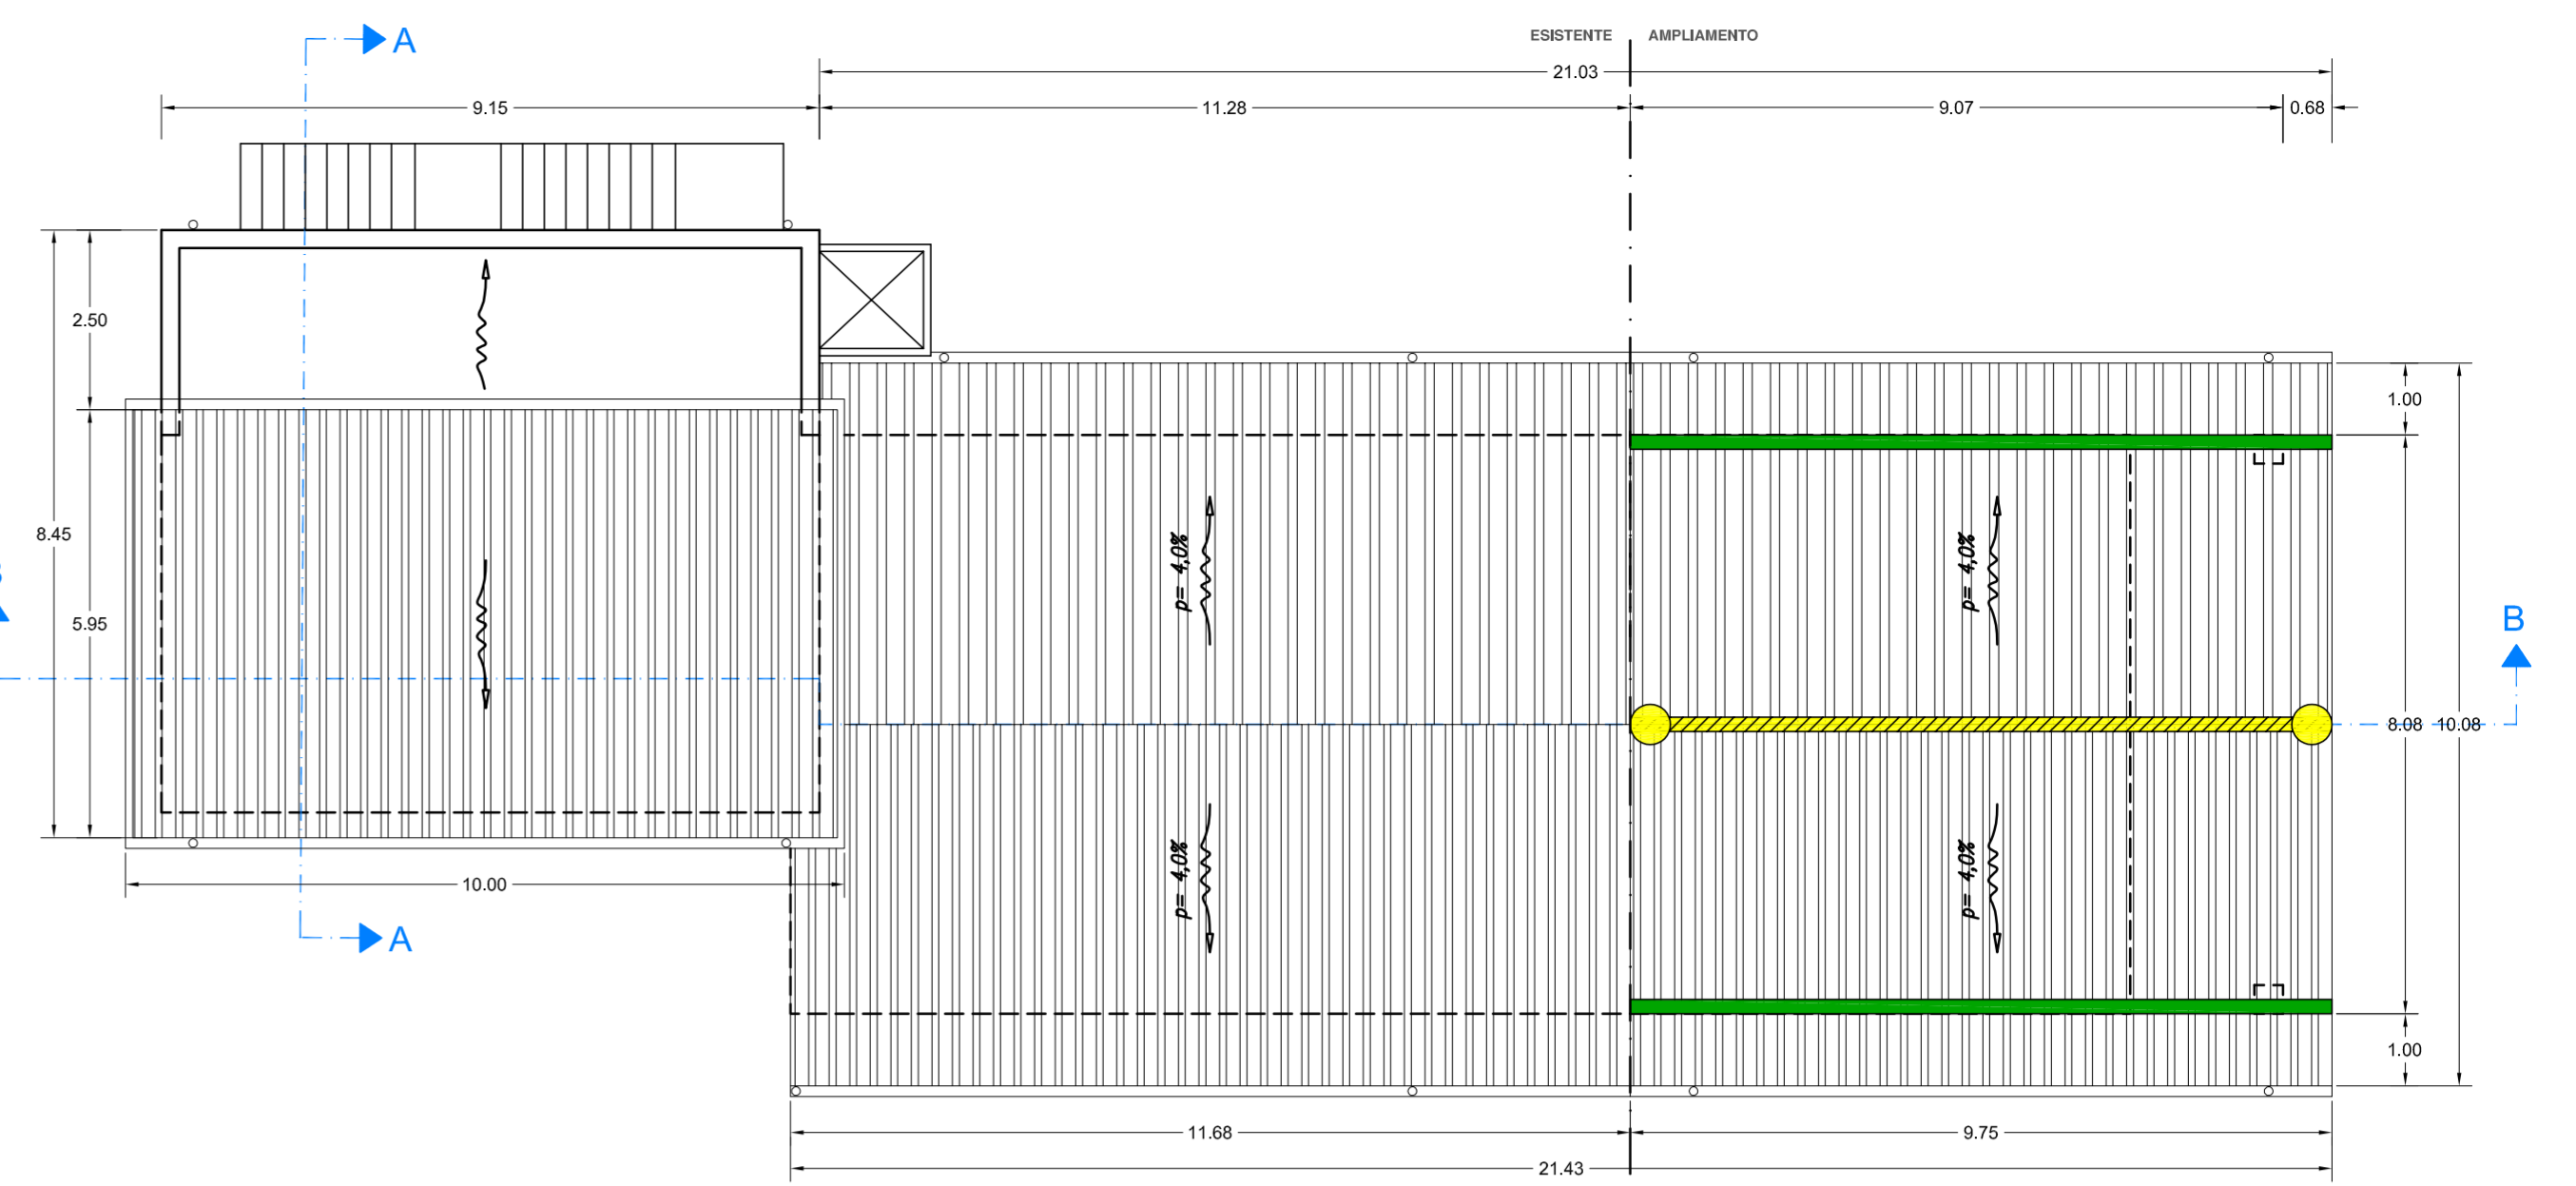 A
ESISTENTE AMPLIAMENTO
21.03
9.15 11.28 9.07 0.68
2.50
1.00
8.45
p= 4,0% p= 4,0%
5.95
B
8.08 10.08
p= 4,0% p= 4,0%
10.00
A
1.00
11.68 9.75
21.43